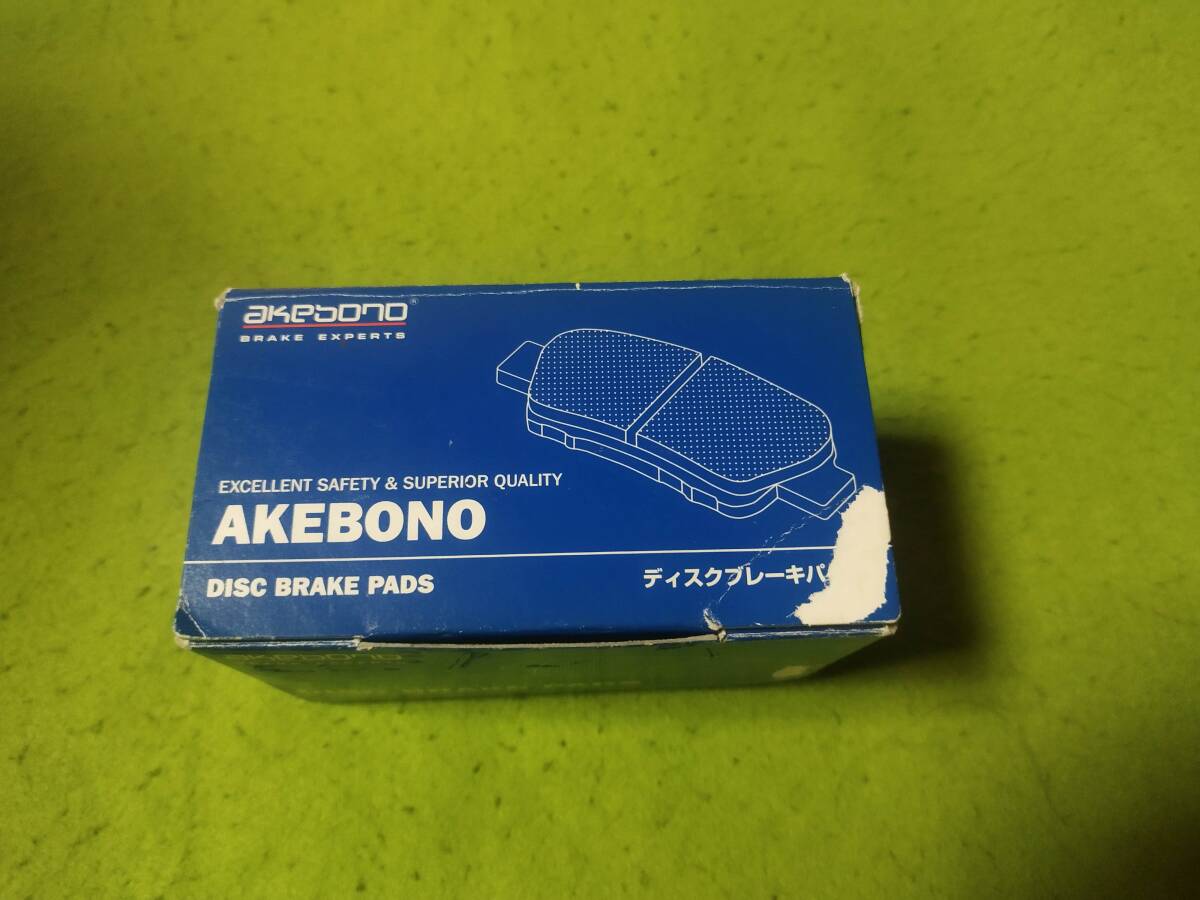 akebono®
BRAKE EXPERTS
EXCELLENT SAFETY & SUPERIOR QUALITY
AKEBONO
DISC BRAKE PADS
ディスクブレーキパ
akebono